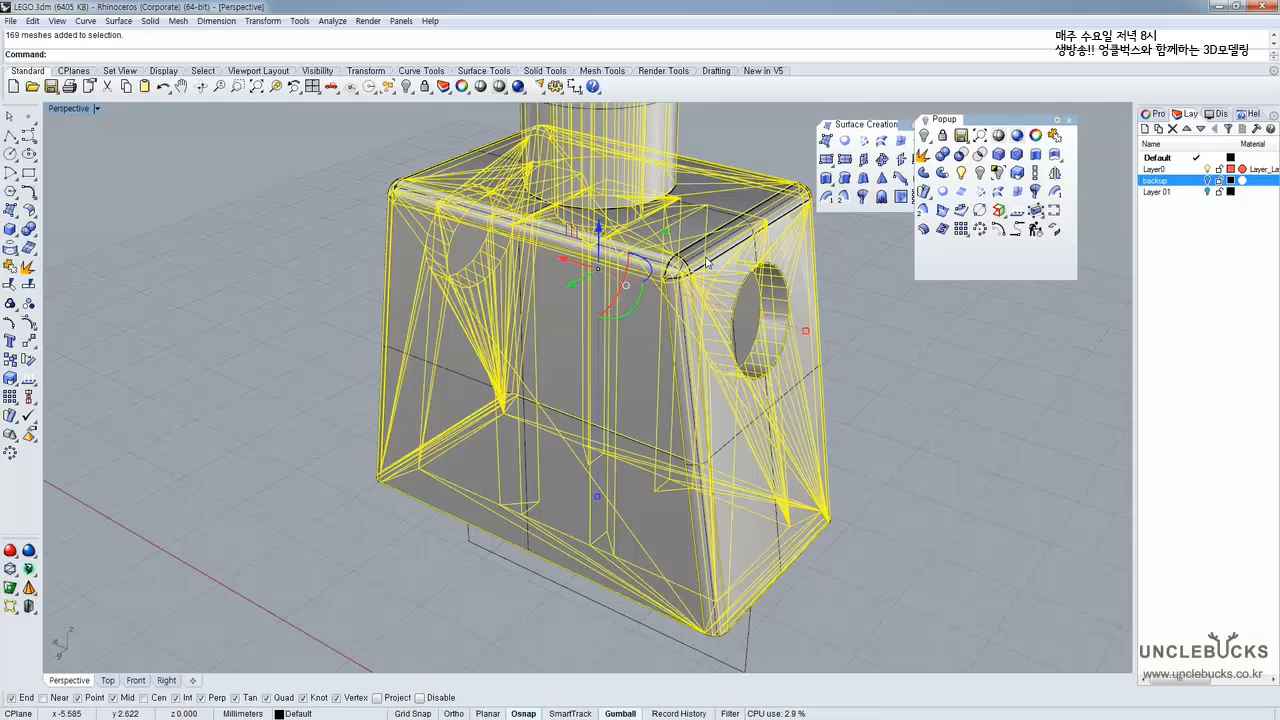 LEGO.3dm (6405 KB) - Rhinoceros (Corporate) (64-bit) - [Perspective]
File Edit View Curve Surface Solid Mesh Dimension Transform Tools Analyze Render Panels Help
169 meshes added to selection.
매주 수요일 저녁 8시
생방송!! 엉클벅스와 함께하는 3D모델링
Command:
Standard CPlanes Set View Display Select Viewport Layout Visibility Transform Curve Tools Surface Tools Solid Tools Mesh Tools Render Tools Drafting New in V5
Perspective
Surface Creation
Popup
Pro Lay Dis Hel
Name Material
Default
Layer0 Layer_La
backup
Layer 01
z
x
y
UNCLEBUCKS
www.unclebucks.co.kr
Perspective Top Front Right
End Near Point Mid Cen Int Perp Tan Quad Knot Vertex Project Disable
CPlane x -5.585 y 2.622 z 0.000 Millimeters Default Grid Snap Ortho Planar Osnap SmartTrack Gumball Record History Filter CPU use: 2.9 %